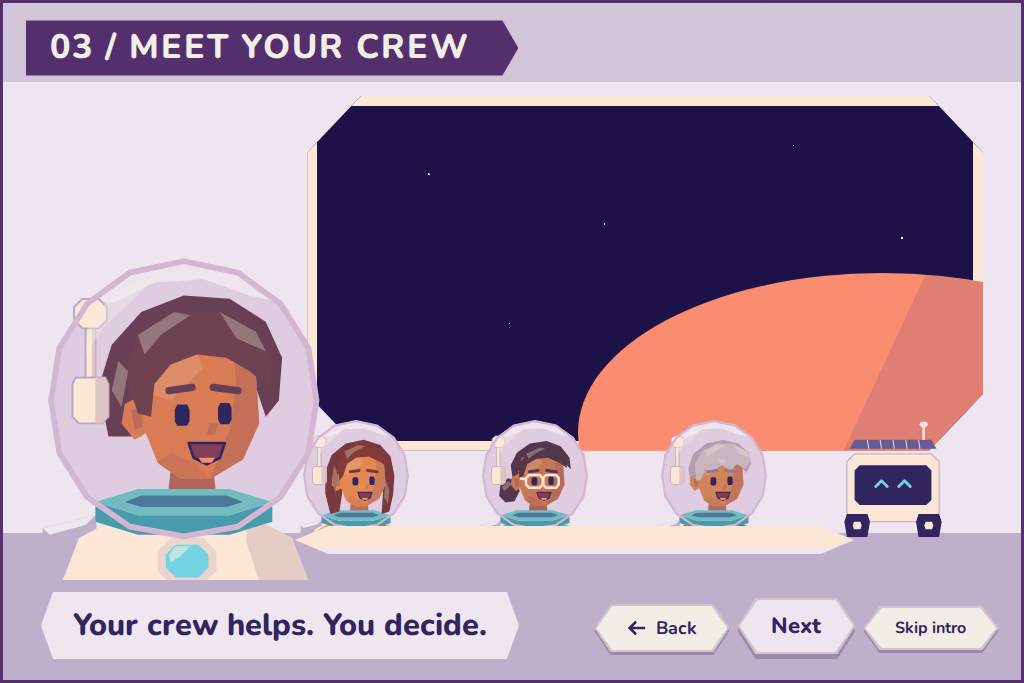 03 / MEET YOUR CREW
Your crew helps. You decide.
← Back
Next
Skip intro